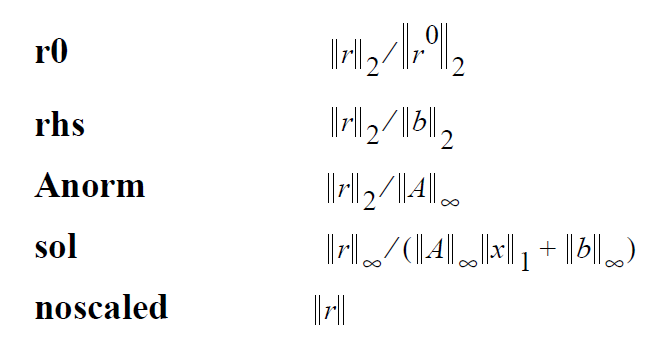 r0 ‖r‖₂/‖r⁰‖₂
rhs ‖r‖₂/‖b‖₂
Anorm ‖r‖₂/‖A‖∞
sol ‖r‖∞/(‖A‖∞‖x‖₁ + ‖b‖∞)
noscaled ‖r‖